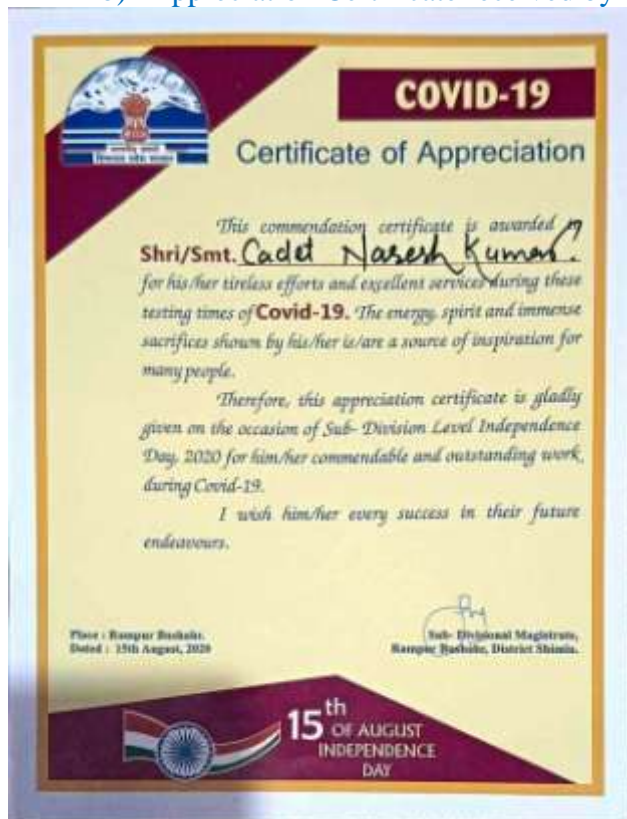 Appreciation Certificate received by
COVID-19
Certificate of Appreciation
This commendation certificate is awarded
Shri/Smt. Cadet Naresh Kumar.
for his/her tireless efforts and excellent services during these
testing times of Covid-19. The energy, spirit and immense
sacrifices shown by his/her is/are a source of inspiration for
many people.
Therefore, this appreciation certificate is gladly
given on the occasion of Sub- Division Level Independence
Day, 2020 for him/her commendable and outstanding work,
during Covid-19.
I wish him/her every success in their future
endeavours.
Place : Rampur Bushahr.
Dated : 15th August, 2020
Sub- Divisional Magistrate,
Rampur Bushahr, District Shimla.
15th
OF AUGUST
INDEPENDENCE
DAY